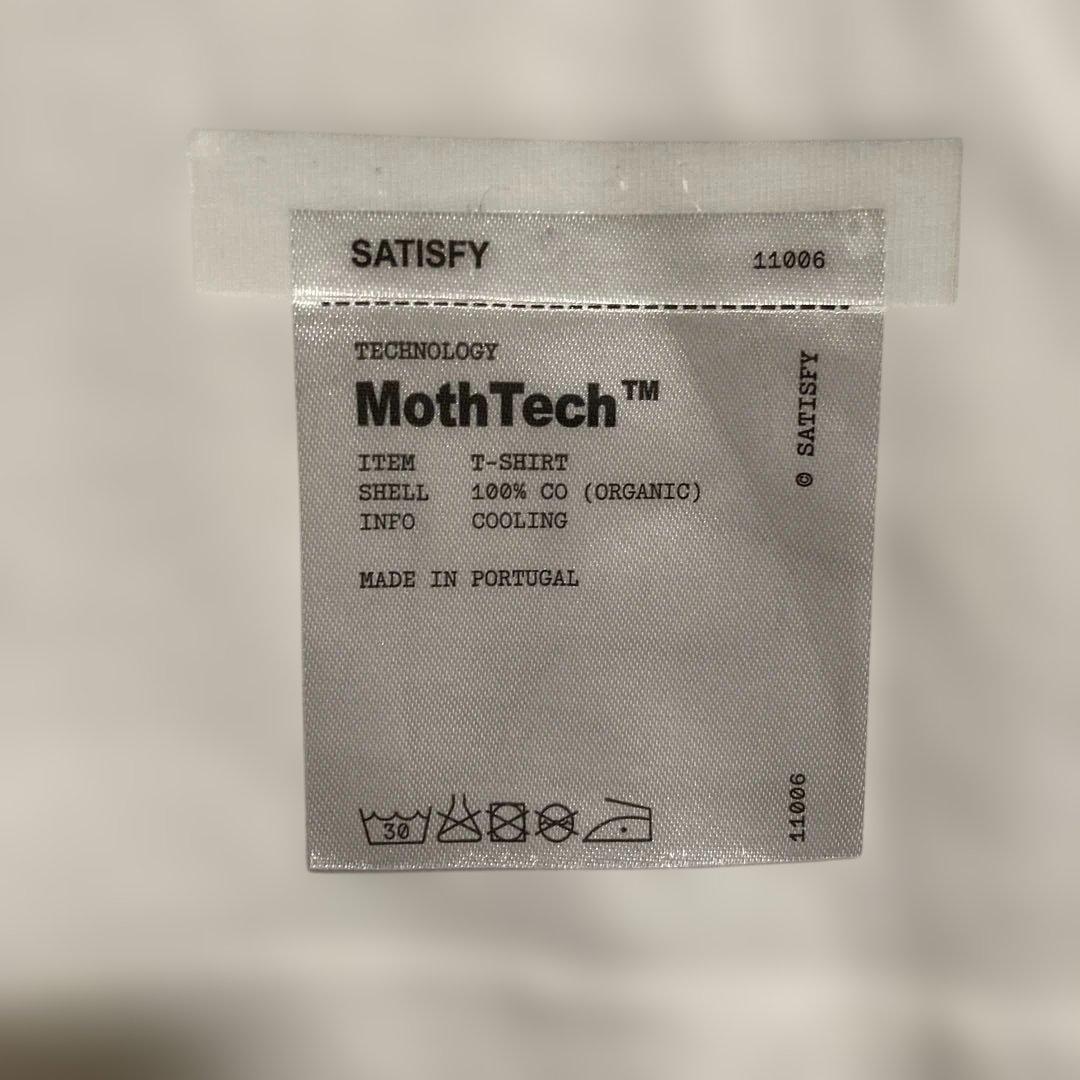 SATISFY 11006
TECHNOLOGY
MothTech™
ITEM T-SHIRT
SHELL 100% CO (ORGANIC)
INFO COOLING
MADE IN PORTUGAL
© SATISFY
30
11006